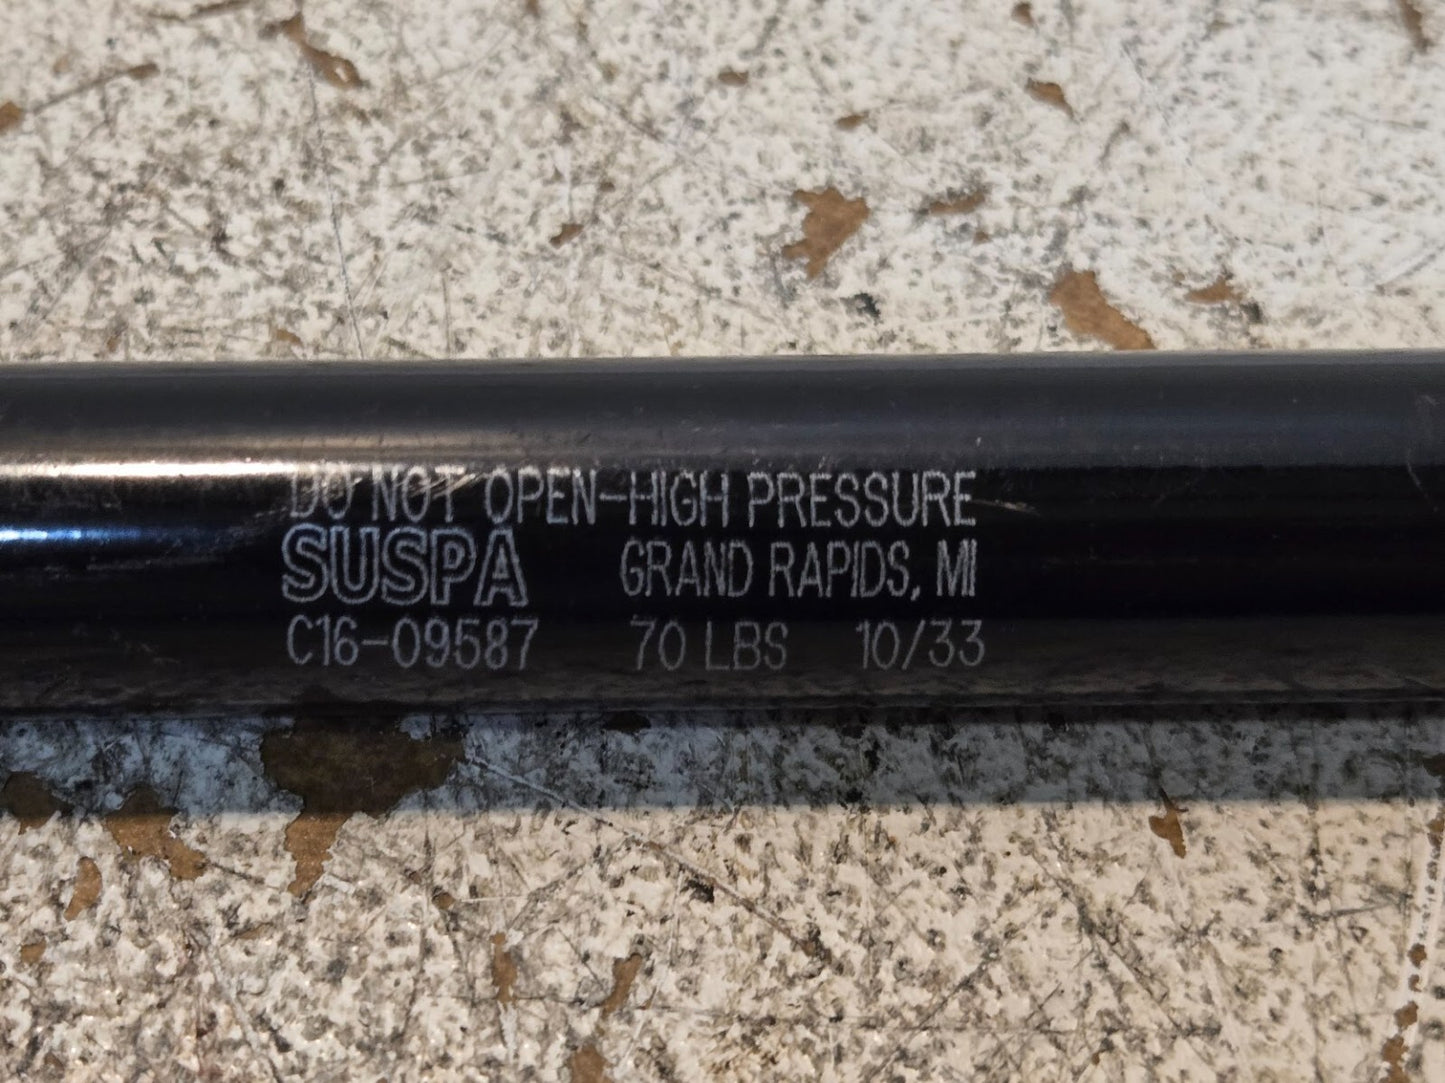 DO NOT OPEN-HIGH PRESSURE
SUSPA GRAND RAPIDS, MI
C16-09587 70 LBS 10/33